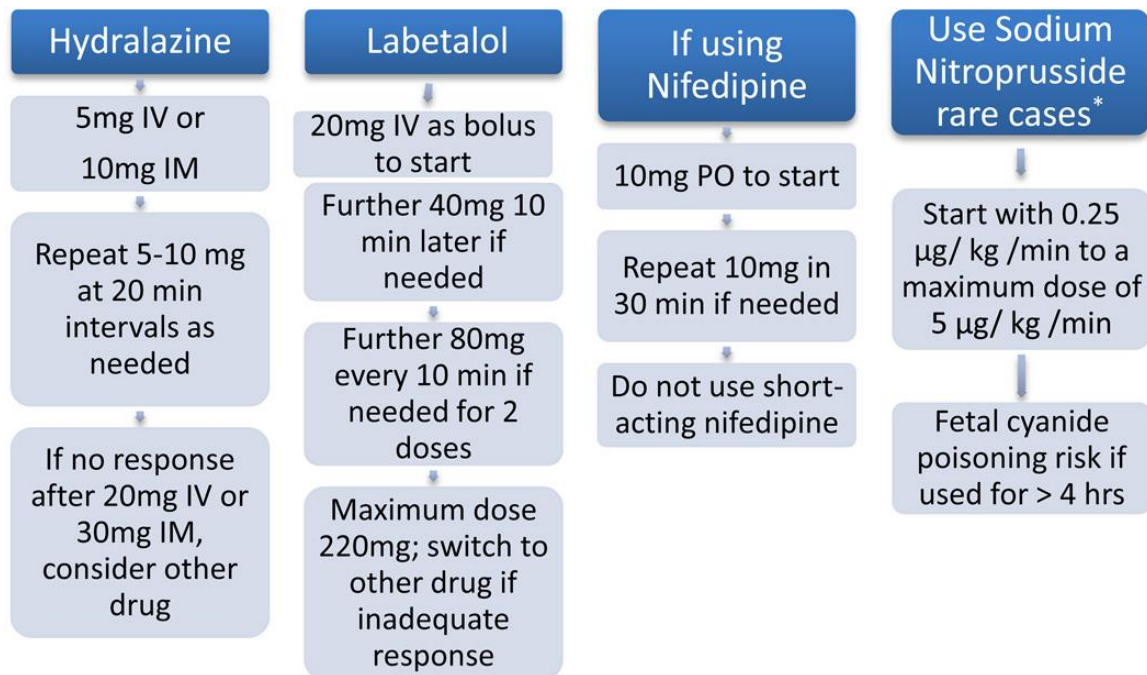 Hydralazine
5mg IV or
10mg IM
Repeat 5-10 mg
at 20 min
intervals as
needed
If no response
after 20mg IV or
30mg IM,
consider other
drug
Labetalol
20mg IV as bolus
to start
Further 40mg 10
min later if
needed
Further 80mg
every 10 min if
needed for 2
doses
Maximum dose
220mg; switch to
other drug if
inadequate
response
If using
Nifedipine
10mg PO to start
Repeat 10mg in
30 min if needed
Do not use short-
acting nifedipine
Use Sodium
Nitroprusside
rare cases*
Start with 0.25
µg/ kg /min to a
maximum dose of
5 µg/ kg /min
Fetal cyanide
poisoning risk if
used for > 4 hrs